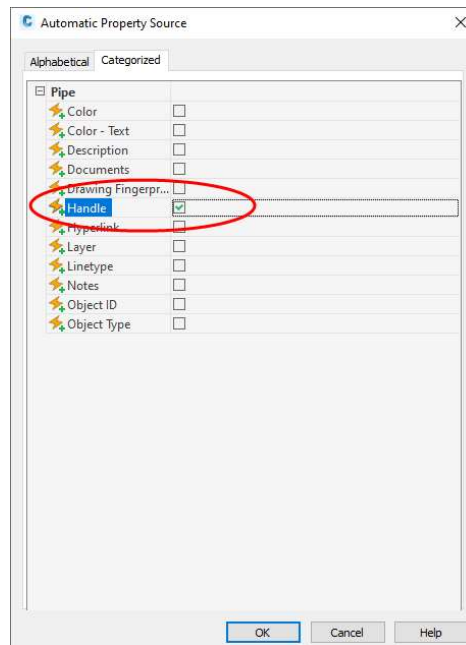 C Automatic Property Source
Alphabetical Categorized
Pipe
Color
Color - Text
Description
Documents
Drawing Fingerpr...
Handle
Hyperlink
Layer
Linetype
Notes
Object ID
Object Type
OK Cancel Help